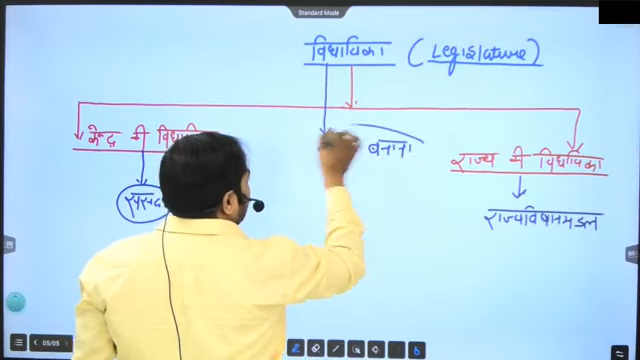 Standard Mode
विधायिका (Legislature)
केन्द्र में
बनाना
राज्य में विधायिका
संसद
राज्यविधानमंडल
05/05